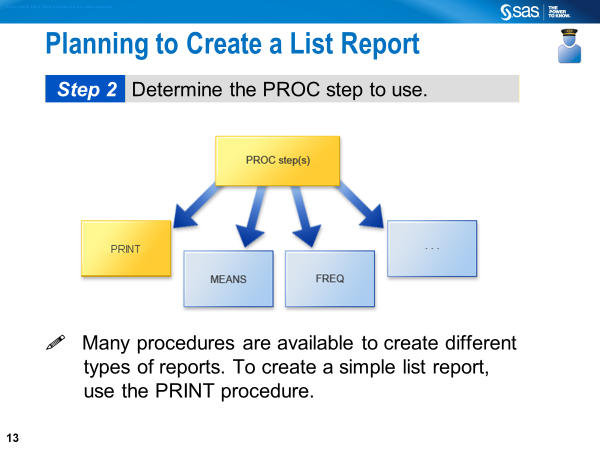 sas THE POWER TO KNOW.
Planning to Create a List Report
Step 2 Determine the PROC step to use.
PROC step(s)
PRINT
MEANS
FREQ
. . .
Many procedures are available to create different
types of reports. To create a simple list report,
use the PRINT procedure.
13